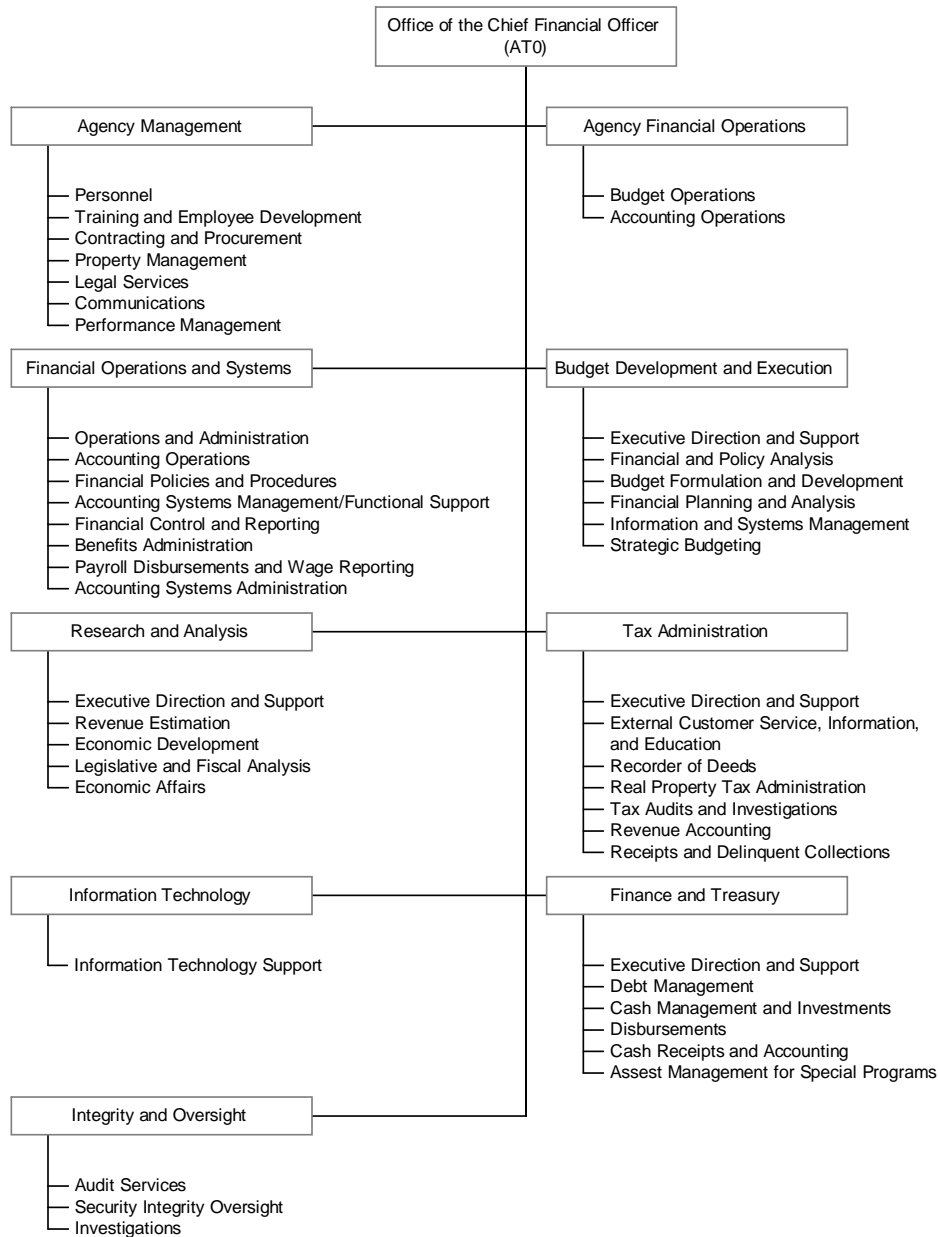 Office of the Chief Financial Officer
(AT0)
Agency Management
Personnel
Training and Employee Development
Contracting and Procurement
Property Management
Legal Services
Communications
Performance Management
Agency Financial Operations
Budget Operations
Accounting Operations
Financial Operations and Systems
Operations and Administration
Accounting Operations
Financial Policies and Procedures
Accounting Systems Management/Functional Support
Financial Control and Reporting
Benefits Administration
Payroll Disbursements and Wage Reporting
Accounting Systems Administration
Budget Development and Execution
Executive Direction and Support
Financial and Policy Analysis
Budget Formulation and Development
Financial Planning and Analysis
Information and Systems Management
Strategic Budgeting
Research and Analysis
Executive Direction and Support
Revenue Estimation
Economic Development
Legislative and Fiscal Analysis
Economic Affairs
Tax Administration
Executive Direction and Support
External Customer Service, Information,
and Education
Recorder of Deeds
Real Property Tax Administration
Tax Audits and Investigations
Revenue Accounting
Receipts and Delinquent Collections
Information Technology
Information Technology Support
Finance and Treasury
Executive Direction and Support
Debt Management
Cash Management and Investments
Disbursements
Cash Receipts and Accounting
Assest Management for Special Programs
Integrity and Oversight
Audit Services
Security Integrity Oversight
Investigations